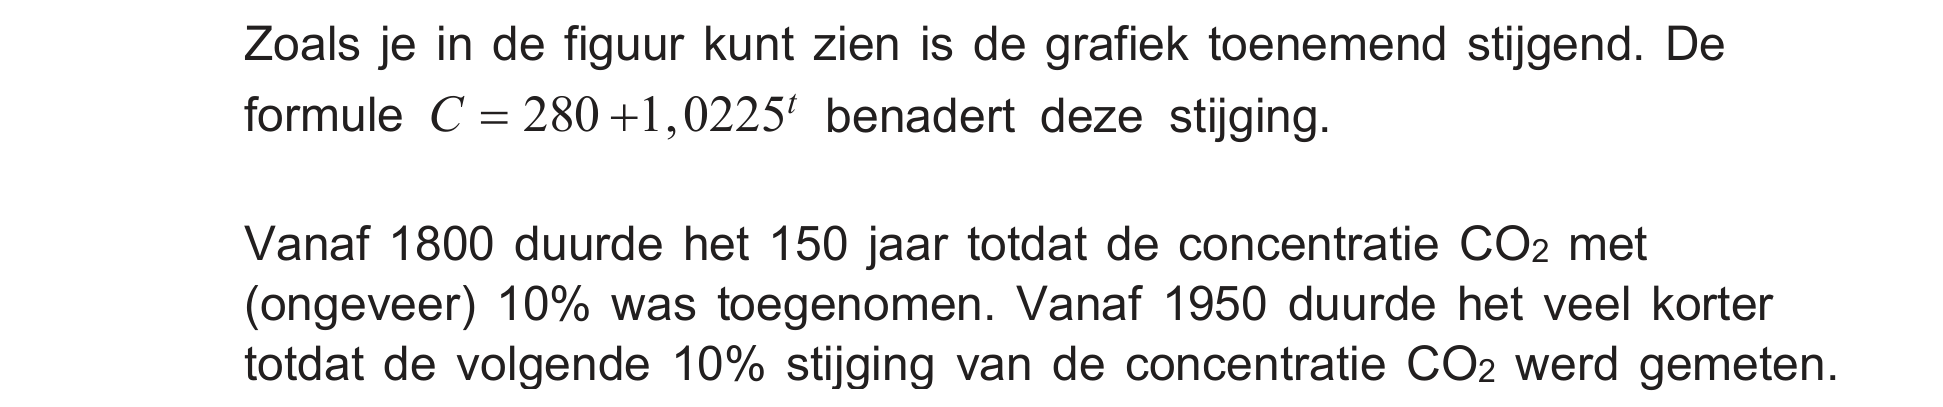 Zoals je in de figuur kunt zien is de grafiek toenemend stijgend. De
formule C = 280 +1,0225ᵗ benadert deze stijging.
Vanaf 1800 duurde het 150 jaar totdat de concentratie CO₂ met
(ongeveer) 10% was toegenomen. Vanaf 1950 duurde het veel korter
totdat de volgende 10% stijging van de concentratie CO₂ werd gemeten.